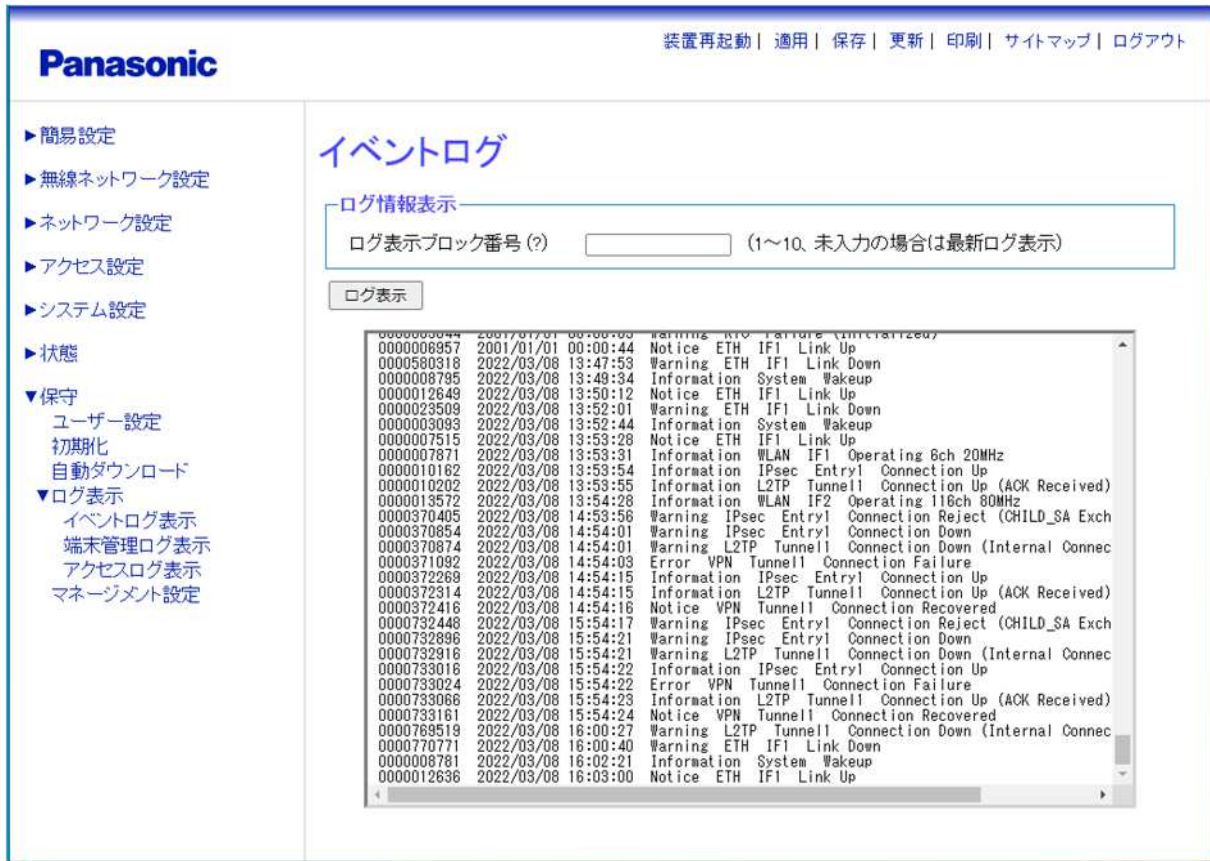 装置再起動 | 適用 | 保存 | 更新 | 印刷 | サイトマップ | ログアウト
Panasonic
▶簡易設定
▶無線ネットワーク設定
▶ネットワーク設定
▶アクセス設定
▶システム設定
▶状態
▼保守
ユーザー設定
初期化
自動ダウンロード
▼ログ表示
イベントログ表示
端末管理ログ表示
アクセスログ表示
マネージメント設定
イベントログ
ログ情報表示
ログ表示ブロック番号(?) (1~10、未入力の場合は最新ログ表示)
ログ表示
0000008957 2001/01/01 00:00:44 Notice ETH IF1 Link Up
0000580318 2022/03/08 13:47:53 Warning ETH IF1 Link Down
0000008795 2022/03/08 13:49:34 Information System Wakeup
0000012649 2022/03/08 13:50:12 Notice ETH IF1 Link Up
0000023509 2022/03/08 13:52:01 Warning ETH IF1 Link Down
0000003093 2022/03/08 13:52:44 Information System Wakeup
0000007515 2022/03/08 13:53:28 Notice ETH IF1 Link Up
0000007871 2022/03/08 13:53:31 Information WLAN IF1 Operating 6ch 20MHz
0000010162 2022/03/08 13:53:54 Information IPsec Entry1 Connection Up
0000010202 2022/03/08 13:53:55 Information L2TP Tunnel1 Connection Up (ACK Received)
0000013572 2022/03/08 13:54:28 Information WLAN IF2 Operating 116ch 80MHz
0000370405 2022/03/08 14:53:56 Warning IPsec Entry1 Connection Reject (CHILD_SA Exch
0000370854 2022/03/08 14:54:01 Warning IPsec Entry1 Connection Down
0000370874 2022/03/08 14:54:01 Warning L2TP Tunnel1 Connection Down (Internal Connec
0000371092 2022/03/08 14:54:03 Error VPN Tunnel1 Connection Failure
0000372269 2022/03/08 14:54:15 Information IPsec Entry1 Connection Up
0000372314 2022/03/08 14:54:15 Information L2TP Tunnel1 Connection Up (ACK Received)
0000372416 2022/03/08 14:54:16 Notice VPN Tunnel1 Connection Recovered
0000732448 2022/03/08 15:54:17 Warning IPsec Entry1 Connection Reject (CHILD_SA Exch
0000732896 2022/03/08 15:54:21 Warning IPsec Entry1 Connection Down
0000732916 2022/03/08 15:54:21 Warning L2TP Tunnel1 Connection Down (Internal Connec
0000733016 2022/03/08 15:54:22 Information IPsec Entry1 Connection Up
0000733024 2022/03/08 15:54:22 Error VPN Tunnel1 Connection Failure
0000733066 2022/03/08 15:54:23 Information L2TP Tunnel1 Connection Up (ACK Received)
0000733161 2022/03/08 15:54:24 Notice VPN Tunnel1 Connection Recovered
0000769519 2022/03/08 16:00:27 Warning L2TP Tunnel1 Connection Down (Internal Connec
0000770771 2022/03/08 16:00:40 Warning ETH IF1 Link Down
0000008781 2022/03/08 16:02:21 Information System Wakeup
0000012636 2022/03/08 16:03:00 Notice ETH IF1 Link Up